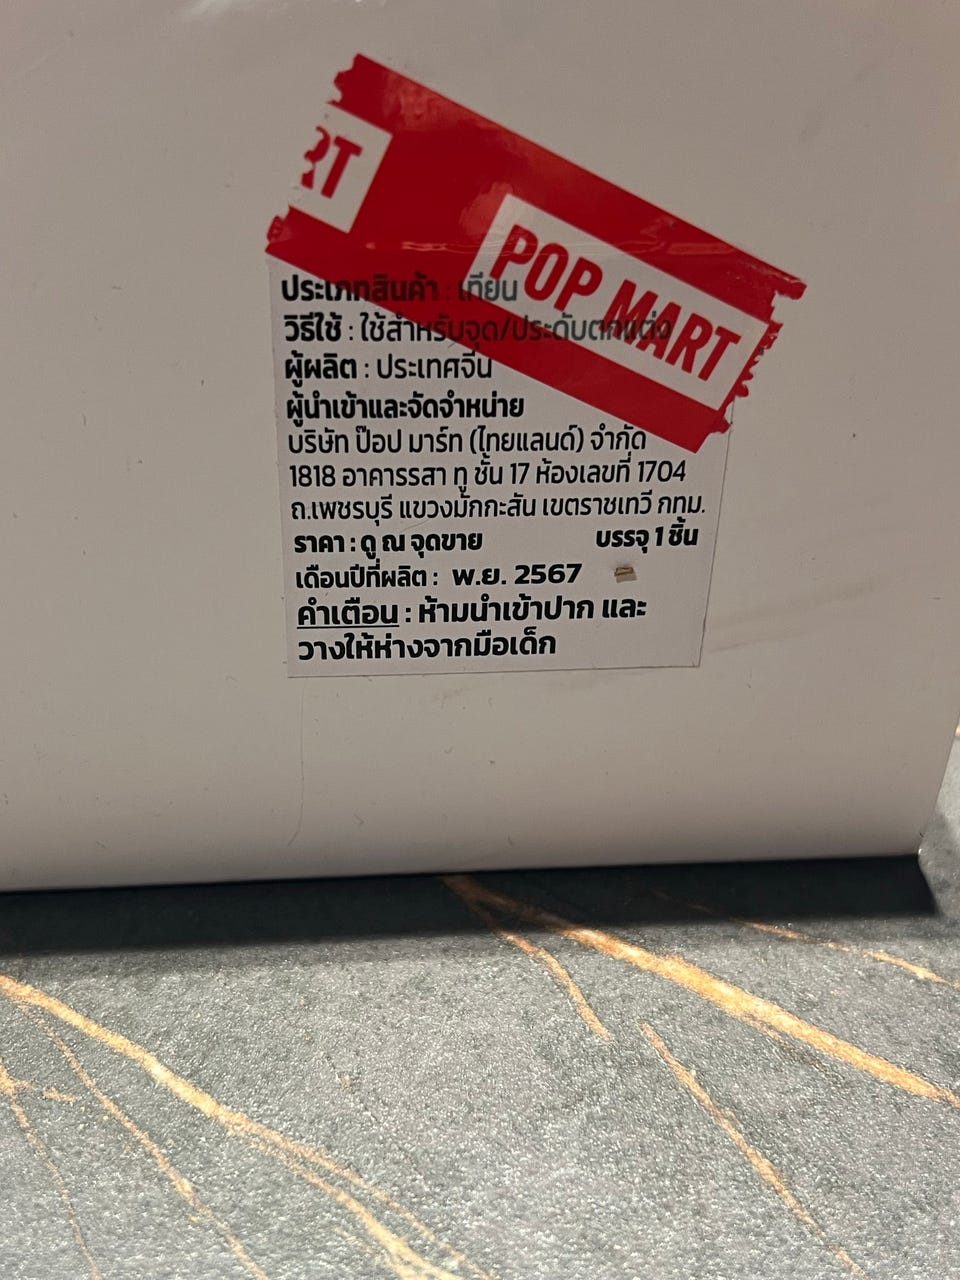 RT
POP MART
ประเภทสินค้า : เทียน
วิธีใช้ : ใช้สำหรับจุด/ประดับตกแต่ง
ผู้ผลิต : ประเทศจีน
ผู้นำเข้าและจัดจำหน่าย
บริษัท ป๊อป มาร์ท (ไทยแลนด์) จำกัด
1818 อาคารรสา ทู ชั้น 17 ห้องเลขที่ 1704
ถ.เพชรบุรี แขวงมักกะสัน เขตราชเทวี กทม.
ราคา : ดู ณ จุดขาย บรรจุ 1 ชิ้น
เดือนปีที่ผลิต : พ.ย. 2567
คำเตือน : ห้ามนำเข้าปาก และ
วางให้ห่างจากมือเด็ก